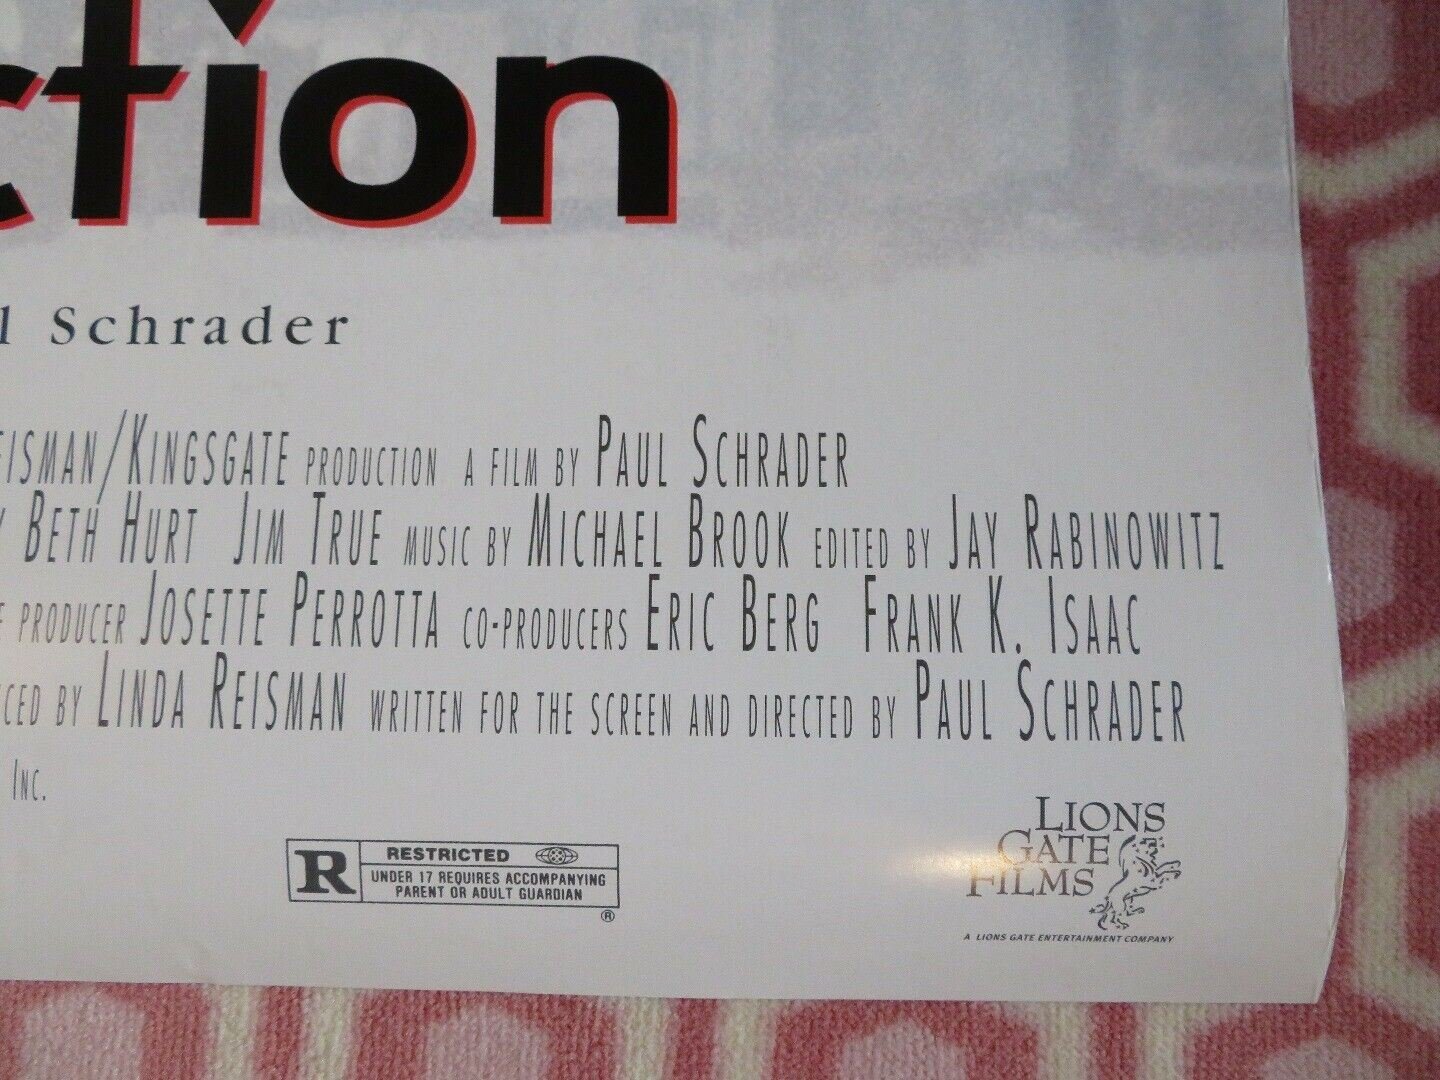 ction
l Schrader
EISMAN/KINGSGATE PRODUCTION A FILM BY PAUL SCHRADER
Y BETH HURT JIM TRUE MUSIC BY MICHAEL BROOK EDITED BY JAY RABINOWITZ
E PRODUCER JOSETTE PERROTTA CO-PRODUCERS ERIC BERG FRANK K. ISAAC
CED BY LINDA REISMAN WRITTEN FOR THE SCREEN AND DIRECTED BY PAUL SCHRADER
INC.
R RESTRICTED
UNDER 17 REQUIRES ACCOMPANYING
PARENT OR ADULT GUARDIAN
®
LIONS
GATE
FILMS
A LIONS GATE ENTERTAINMENT COMPANY